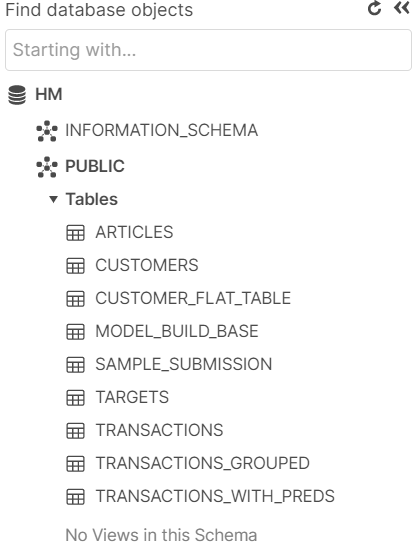 Find database objects
Starting with...
HM
INFORMATION_SCHEMA
PUBLIC
Tables
ARTICLES
CUSTOMERS
CUSTOMER_FLAT_TABLE
MODEL_BUILD_BASE
SAMPLE_SUBMISSION
TARGETS
TRANSACTIONS
TRANSACTIONS_GROUPED
TRANSACTIONS_WITH_PREDS
No Views in this Schema